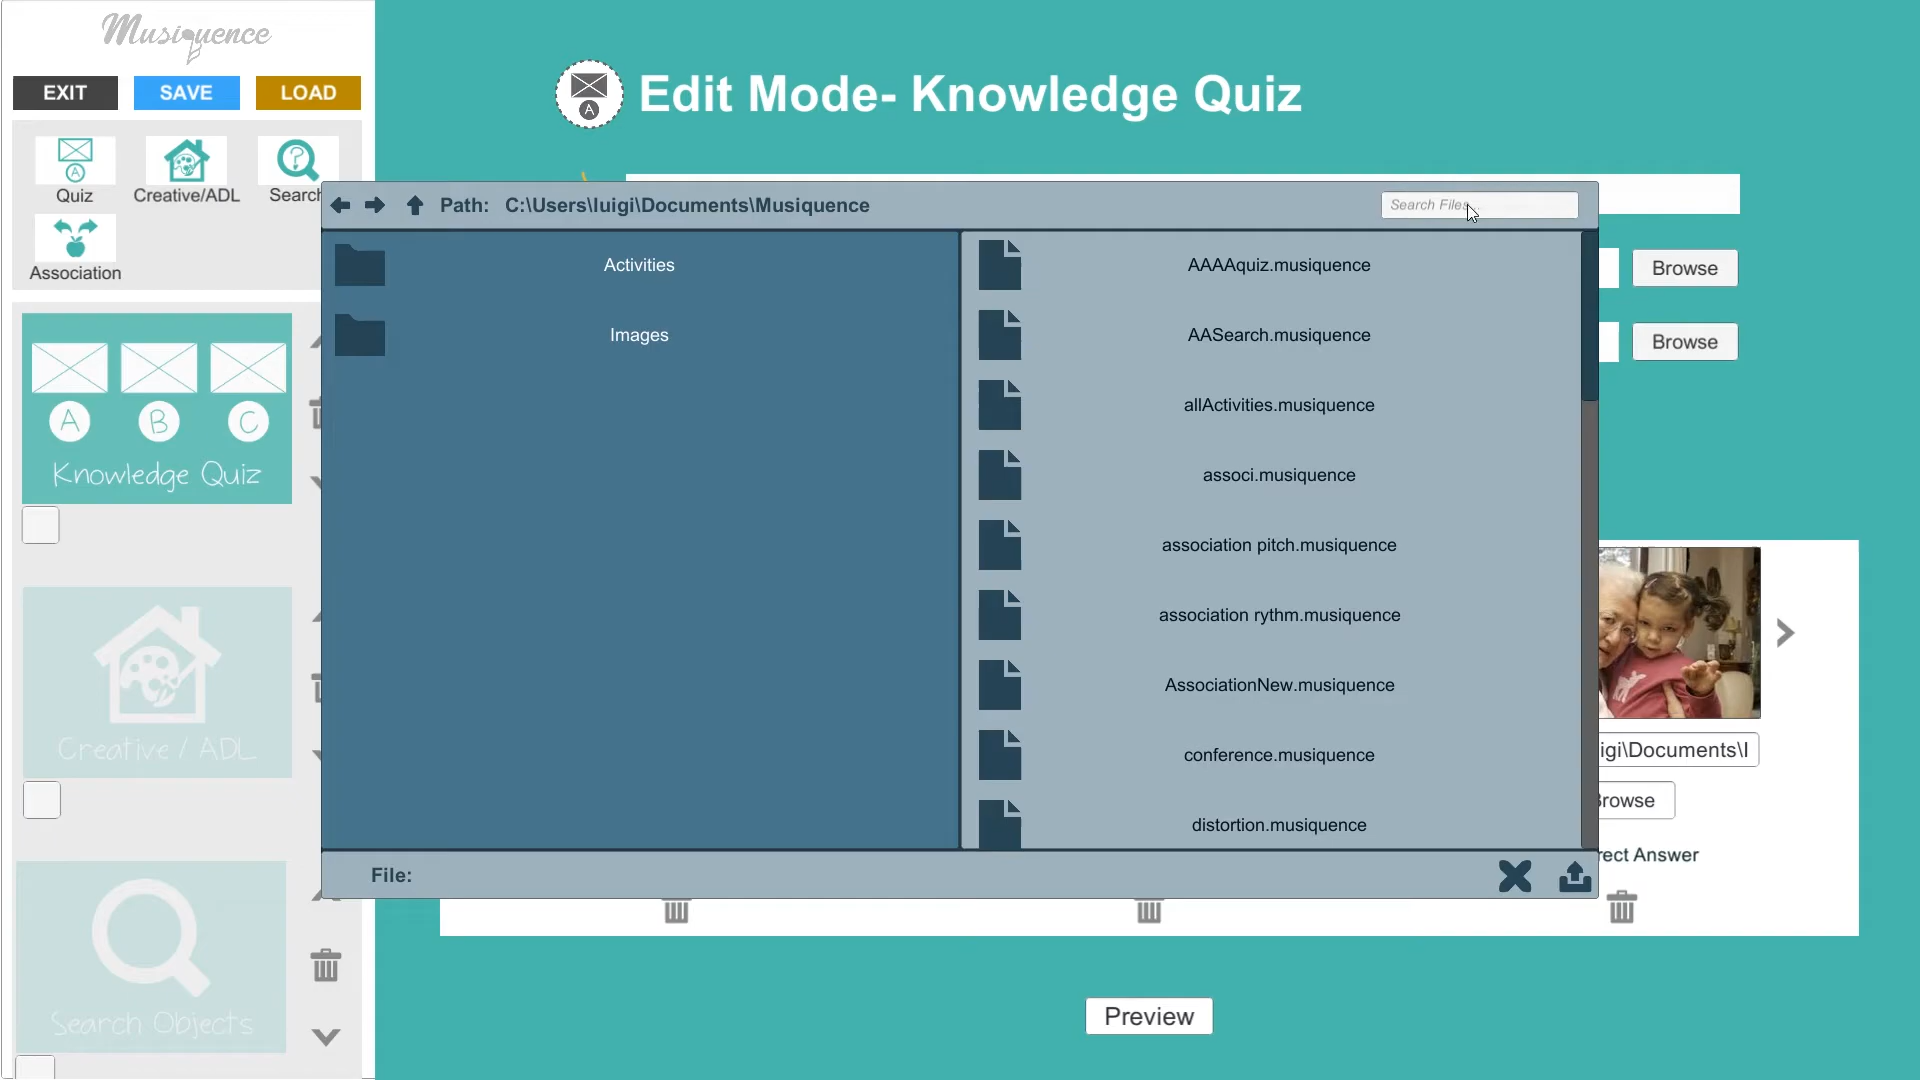 Musiquence
EXIT
SAVE
LOAD
Quiz
Creative/ADL
Search
Association
A
B
C
Knowledge Quiz
Creative / ADL
Search Objects
A
Edit Mode- Knowledge Quiz
Path: C:\Users\luigi\Documents\Musiquence
Search Files...
Activities
Images
AAAAquiz.musiquence
AASearch.musiquence
allActivities.musiquence
associ.musiquence
association pitch.musiquence
association rythm.musiquence
AssociationNew.musiquence
conference.musiquence
distortion.musiquence
File:
Browse
Browse
igi\Documents\I
Browse
rect Answer
Preview